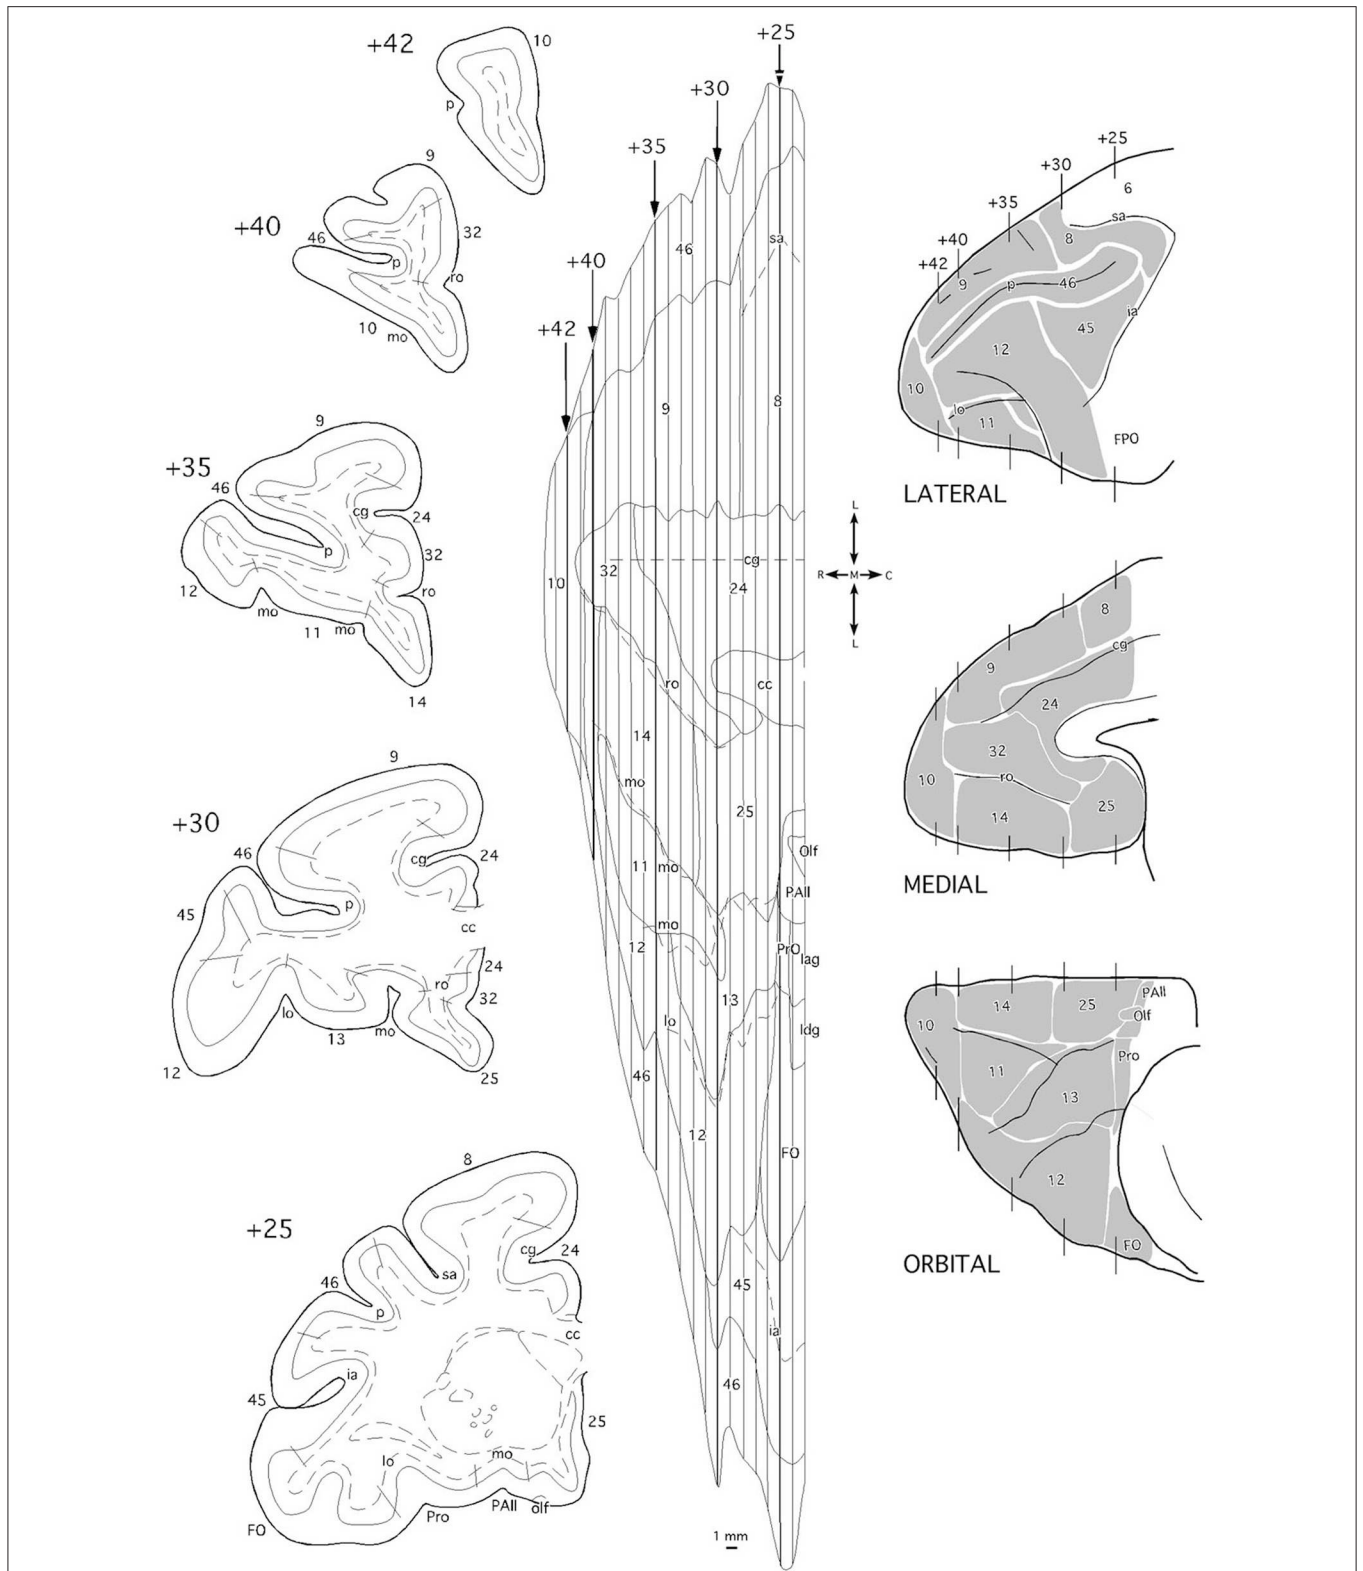 +42
10
p
+40
9
46
32
p
ro
10
mo
+35
9
46
cg
24
p
32
12
mo
ro
11
mo
14
+30
9
46
cg
24
45
p
cc
24
ro
32
lo
13
mo
12
25
+25
8
cg
24
sa
46
p
cc
ia
45
25
lo
mo
FO
Pro
PAll
olf
+25
+30
+35
+40
+42
46
sa
9
8
cg
10
32
24
ro
cc
14
mo
25
11
mo
Olf
PAll
mo
12
PrO
Iag
13
lo
Idg
46
12
FO
45
ia
46
1 mm
L
R
M
C
L
+25
+30
6
+35
sa
8
+40
+42
9
p
46
ia
45
12
10
lo
11
FPO
LATERAL
8
cg
9
24
32
10
ro
14
25
MEDIAL
PAll
14
25
Olf
10
Pro
11
13
12
FO
ORBITAL